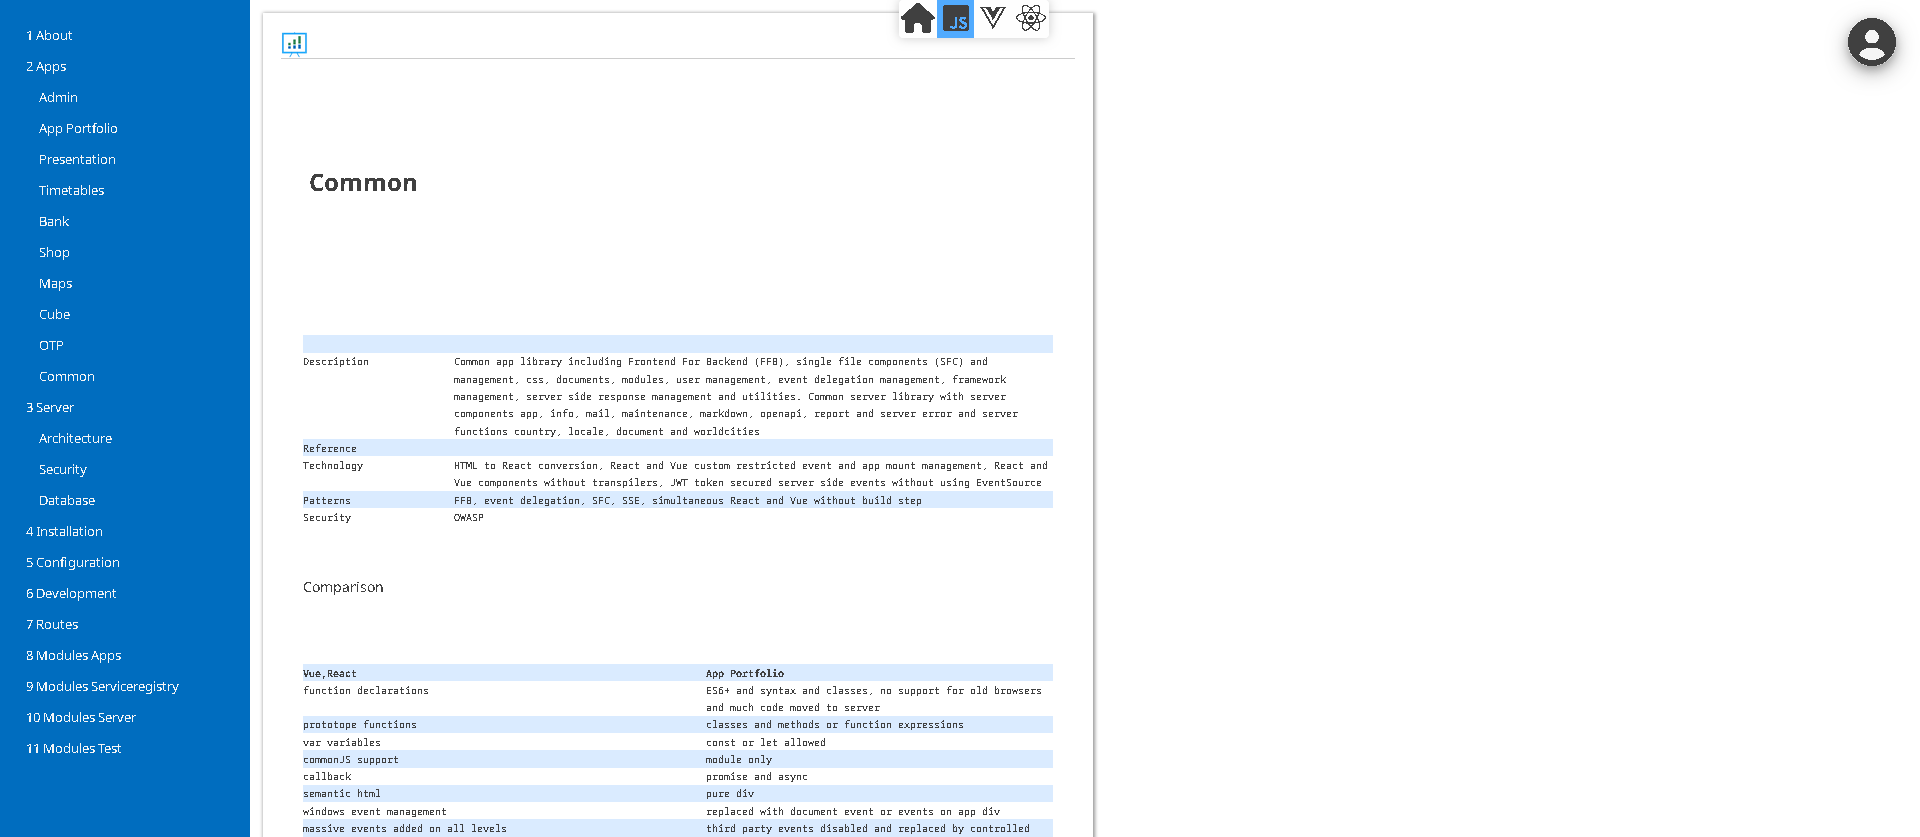 1 About
2 Apps
Admin
App Portfolio
Presentation
Timetables
Bank
Shop
Maps
Cube
OTP
Common
3 Server
Architecture
Security
Database
4 Installation
5 Configuration
6 Development
7 Routes
8 Modules Apps
9 Modules Serviceregistry
10 Modules Server
11 Modules Test
JS
Common
Description Common app library including Frontend For Backend (FFB), single file components (SFC) and
management, css, documents, modules, user management, event delegation management, framework
management, server side response management and utilities. Common server library with server
components app, info, mail, maintenance, markdown, openapi, report and server error and server
functions country, locale, document and worldcities
Reference
Technology HTML to React conversion, React and Vue custom restricted event and app mount management, React and
Vue components without transpilers, JWT token secured server side events without using EventSource
Patterns FFB, event delegation, SFC, SSE, simultaneous React and Vue without build step
Security OWASP
Comparison
Vue,React App Portfolio
function declarations ES6+ and syntax and classes, no support for old browsers
and much code moved to server
prototope functions classes and methods or function expressions
var variables const or let allowed
commonJS support module only
callback promise and async
semantic html pure div
windows event management replaced with document event or events on app div
massive events added on all levels third party events disabled and replaced by controlled